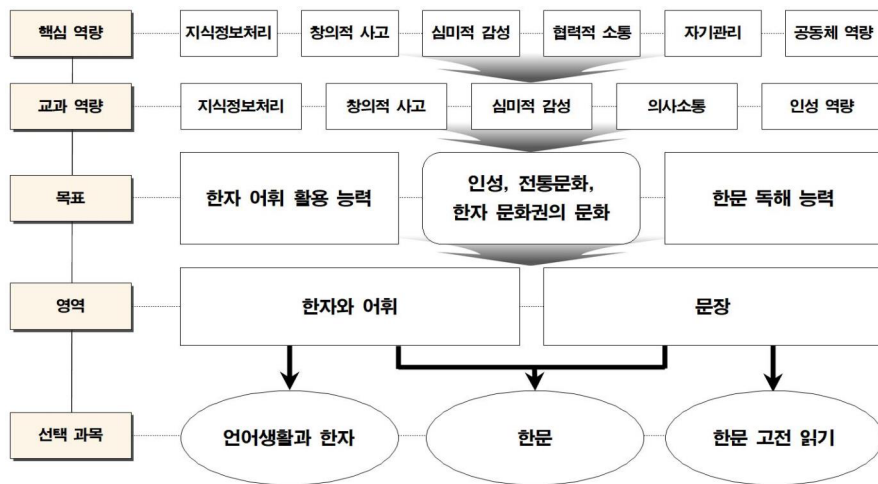 핵심 역량
지식정보처리
창의적 사고
심미적 감성
협력적 소통
자기관리
공동체 역량
교과 역량
지식정보처리
창의적 사고
심미적 감성
의사소통
인성 역량
목표
한자 어휘 활용 능력
인성, 전통문화,
한자 문화권의 문화
한문 독해 능력
영역
한자와 어휘
문장
선택 과목
언어생활과 한자
한문
한문 고전 읽기